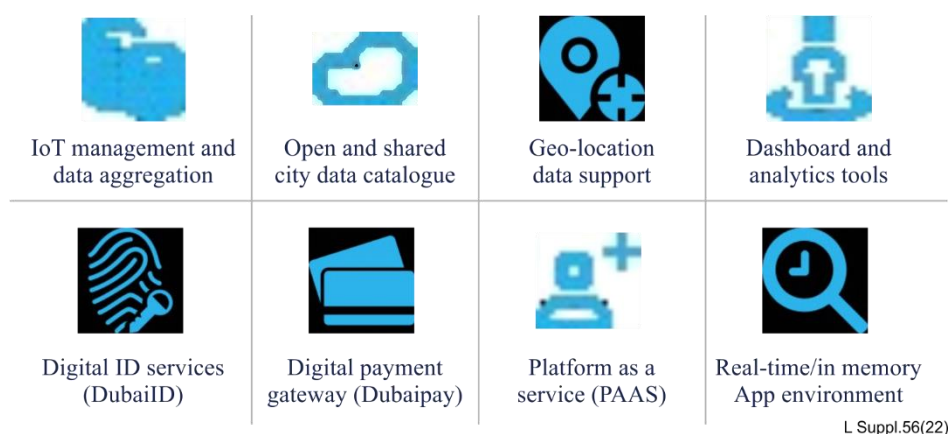 IoT management and
data aggregation
Open and shared
city data catalogue
Geo-location
data support
Dashboard and
analytics tools
Digital ID services
(DubaiID)
Digital payment
gateway (Dubaipay)
Platform as a
service (PAAS)
Real-time/in memory
App environment
L Suppl.56(22)